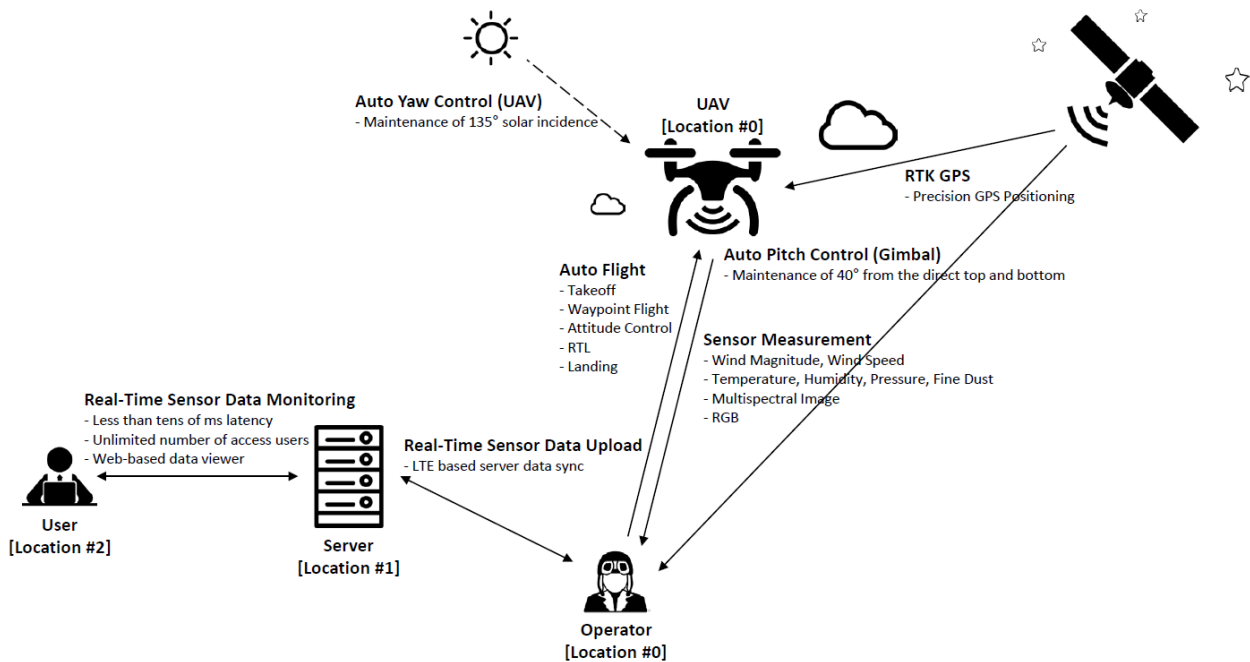 Auto Yaw Control (UAV)
- Maintenance of 135° solar incidence
UAV
[Location #0]
RTK GPS
- Precision GPS Positioning
Auto Pitch Control (Gimbal)
- Maintenance of 40° from the direct top and bottom
Auto Flight
- Takeoff
- Waypoint Flight
- Attitude Control
- RTL
- Landing
Sensor Measurement
- Wind Magnitude, Wind Speed
- Temperature, Humidity, Pressure, Fine Dust
- Multispectral Image
- RGB
Real-Time Sensor Data Monitoring
- Less than tens of ms latency
- Unlimited number of access users
- Web-based data viewer
Real-Time Sensor Data Upload
- LTE based server data sync
User
[Location #2]
Server
[Location #1]
Operator
[Location #0]